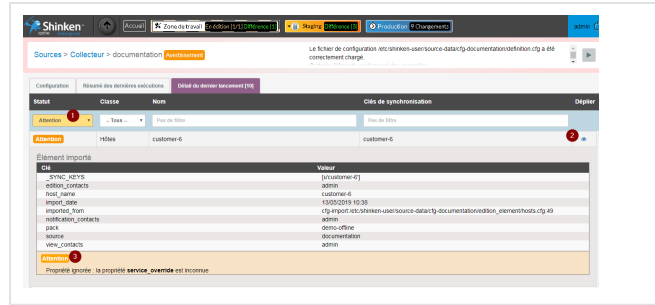 Shinken
Accueil
Zone de travail En édition [1/1] Différence [1]
Staging Différence [3]
Production 9 Changements
admin
Sources > Collecteur > documentation Avertissement
Le fichier de configuration /etc/shinken-user/source-data/cfg-documentation/definition.cfg a été
correctement chargé.
Configuration
Résumé des dernières exécutions
Détail du dernier lancement [10]
Statut Classe Nom Clés de synchronisation Déplier
Attention
1
-- Tous --
Pas de filtre
Pas de filtre
Attention Hôtes customer-6 customer-6
2
Élément importé
Clé Valeur
_SYNC_KEYS [u'customer-6']
edition_contacts admin
host_name customer-6
import_date 13/05/2019 10:38
imported_from cfg-import:/etc/shinken-user/source-data/cfg-documentation/edition_element/hosts.cfg:49
notification_contacts admin
pack demo-offline
source documentation
view_contacts admin
Attention
3
Propriété ignorée : la propriété service_override est inconnue